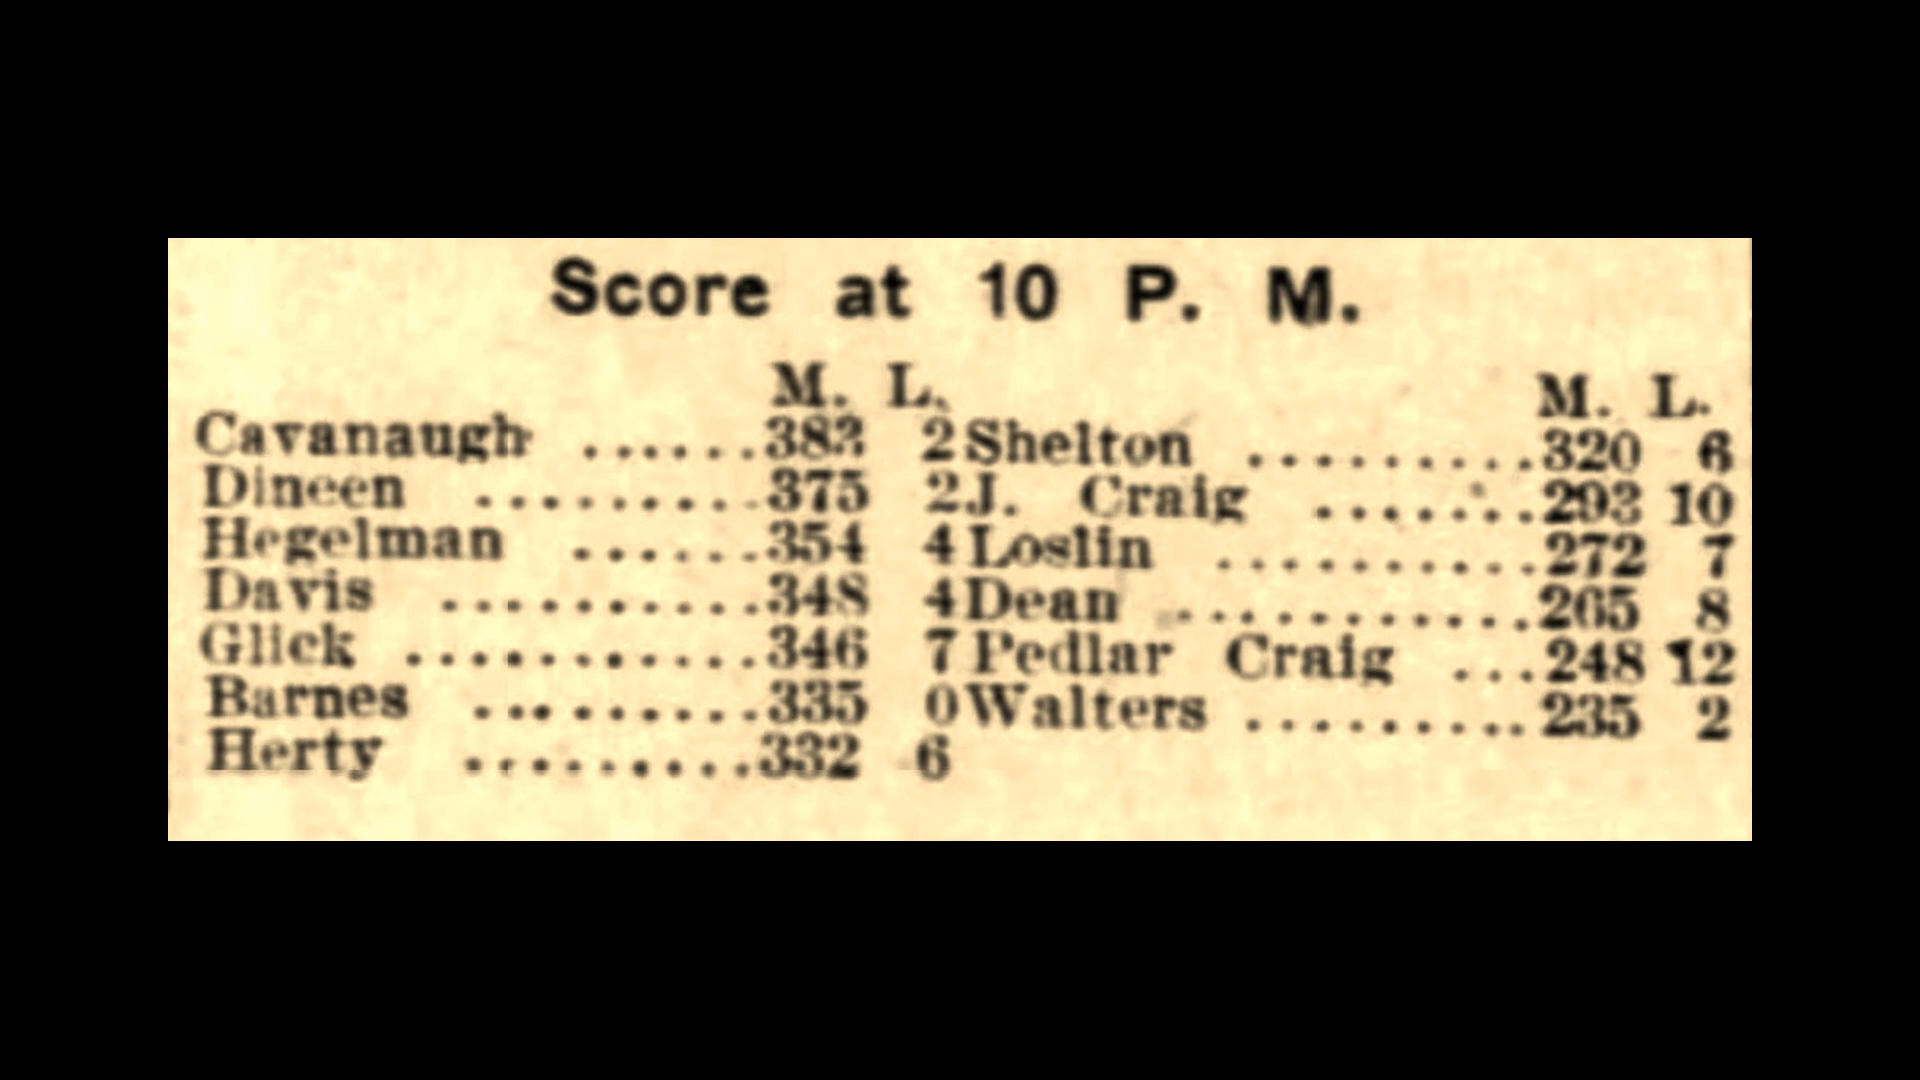 Score at 10 P. M.
M. L. M. L.
Cavanaugh ......383 2 Shelton .........320 6
Dineen .........375 2 J. Craig .......293 10
Hegelman ......354 4 Loslin ..........272 7
Davis ..........348 4 Dean ...........265 8
Glick ...........346 7 Pedlar Craig ...248 12
Barnes .........335 0 Walters .........235 2
Herty .........332 6